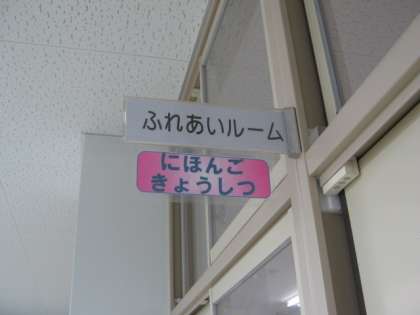 ふれあいルーム
にほんご
きょうしつ